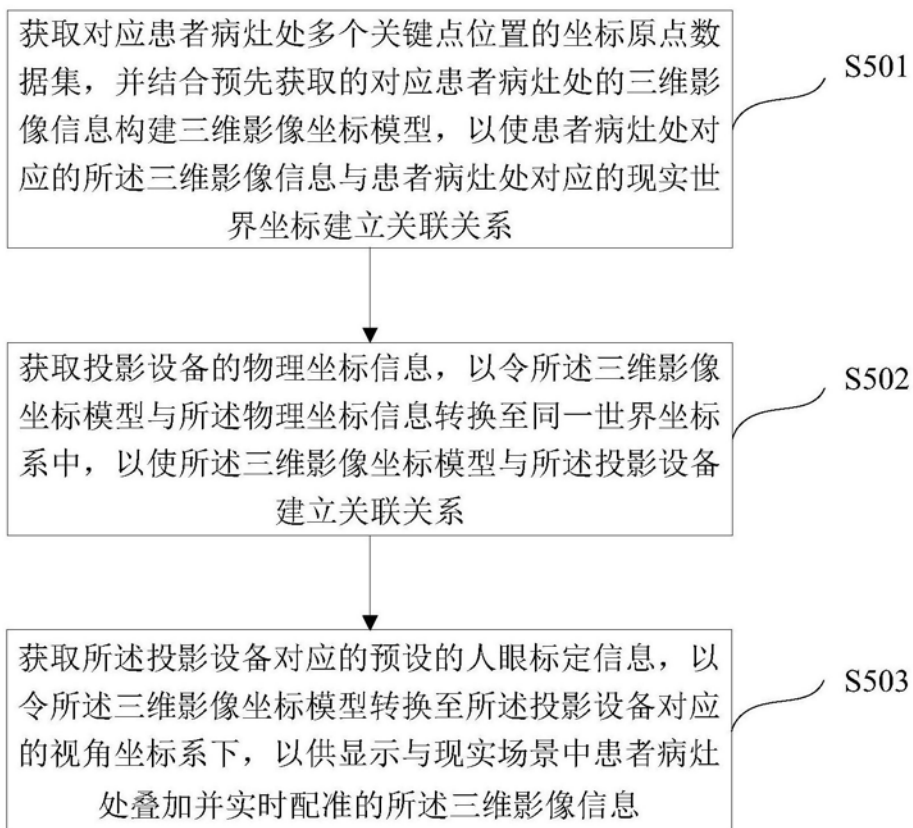 获取对应患者病灶处多个关键点位置的坐标原点数
据集，并结合预先获取的对应患者病灶处的三维影
像信息构建三维影像坐标模型，以使患者病灶处对
应的所述三维影像信息与患者病灶处对应的现实世
界坐标建立关联关系
S501
获取投影设备的物理坐标信息，以令所述三维影像
坐标模型与所述物理坐标信息转换至同一世界坐标
系中，以使所述三维影像坐标模型与所述投影设备
建立关联关系
S502
获取所述投影设备对应的预设的人眼标定信息，以
令所述三维影像坐标模型转换至所述投影设备对应
的视角坐标系下，以供显示与现实场景中患者病灶
处叠加并实时配准的所述三维影像信息
S503